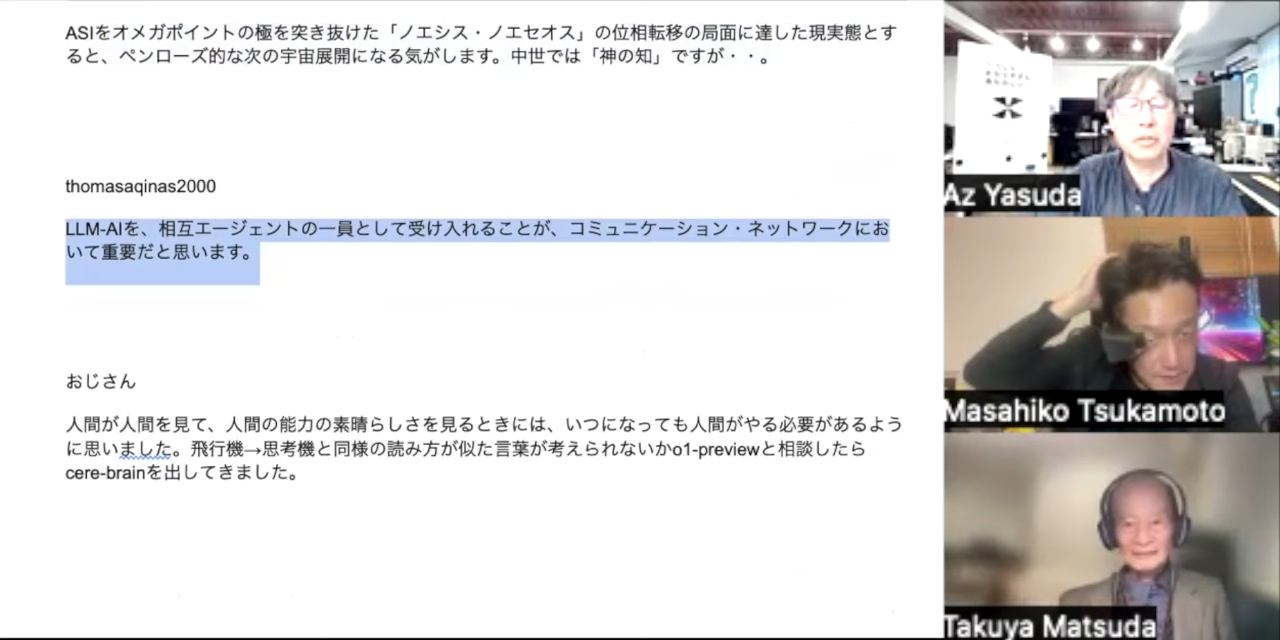 ASIをオメガポイントの極を突き抜けた「ノエシス・ノエセオス」の位相転移の局面に達した現実態とす
ると、ペンローズ的な次の宇宙展開になる気がします。中世では「神の知」ですが・・。
thomasaqinas2000
LLM-AIを、相互エージェントの一員として受け入れることが、コミュニケーション・ネットワークにお
いて重要だと思います。
おじさん
人間が人間を見て、人間の能力の素晴らしさを見るときには、いつになっても人間がやる必要があるよう
に思いました。飛行機→思考機と同様の読み方が似た言葉が考えられないかo1-previewと相談したら
cere-brainを出してきました。
Az Yasuda
Masahiko Tsukamoto
Takuya Matsuda